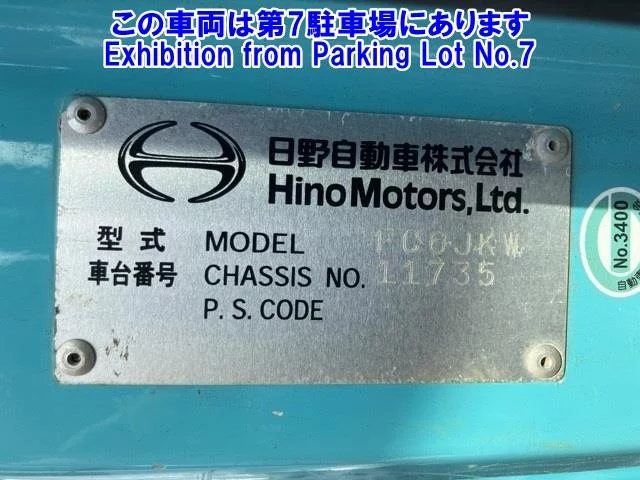 この車両は第7駐車場にあります
Exhibition from Parking Lot No.7
日野自動車株式会社
Hino Motors, Ltd.
型式 MODEL FC6JKW
車台番号 CHASSIS NO. 11735
P. S. CODE
No.3400